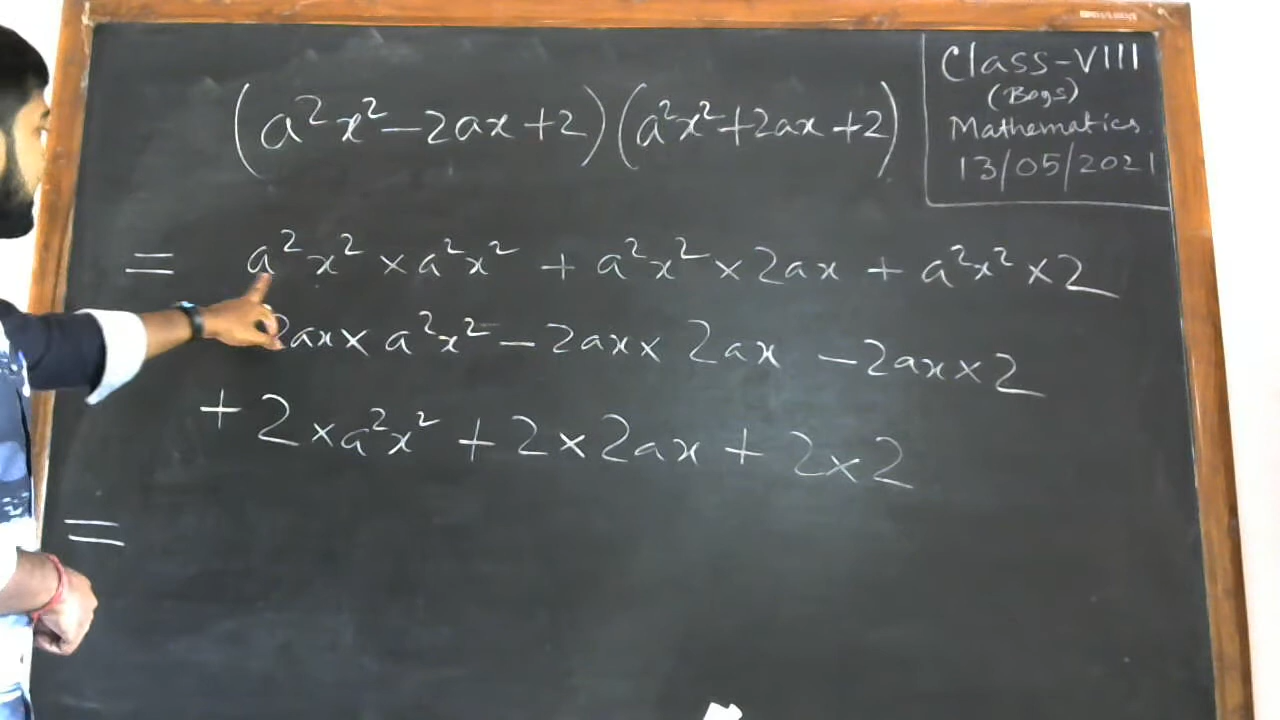 (a²x² - 2ax + 2)(a²x² + 2ax + 2)
Class-VIII
(Boys)
Mathematics
13/05/2021
= a²x² × a²x² + a²x² × 2ax + a²x² × 2
2ax × a²x² - 2ax × 2ax - 2ax × 2
+ 2 × a²x² + 2 × 2ax + 2 × 2
=